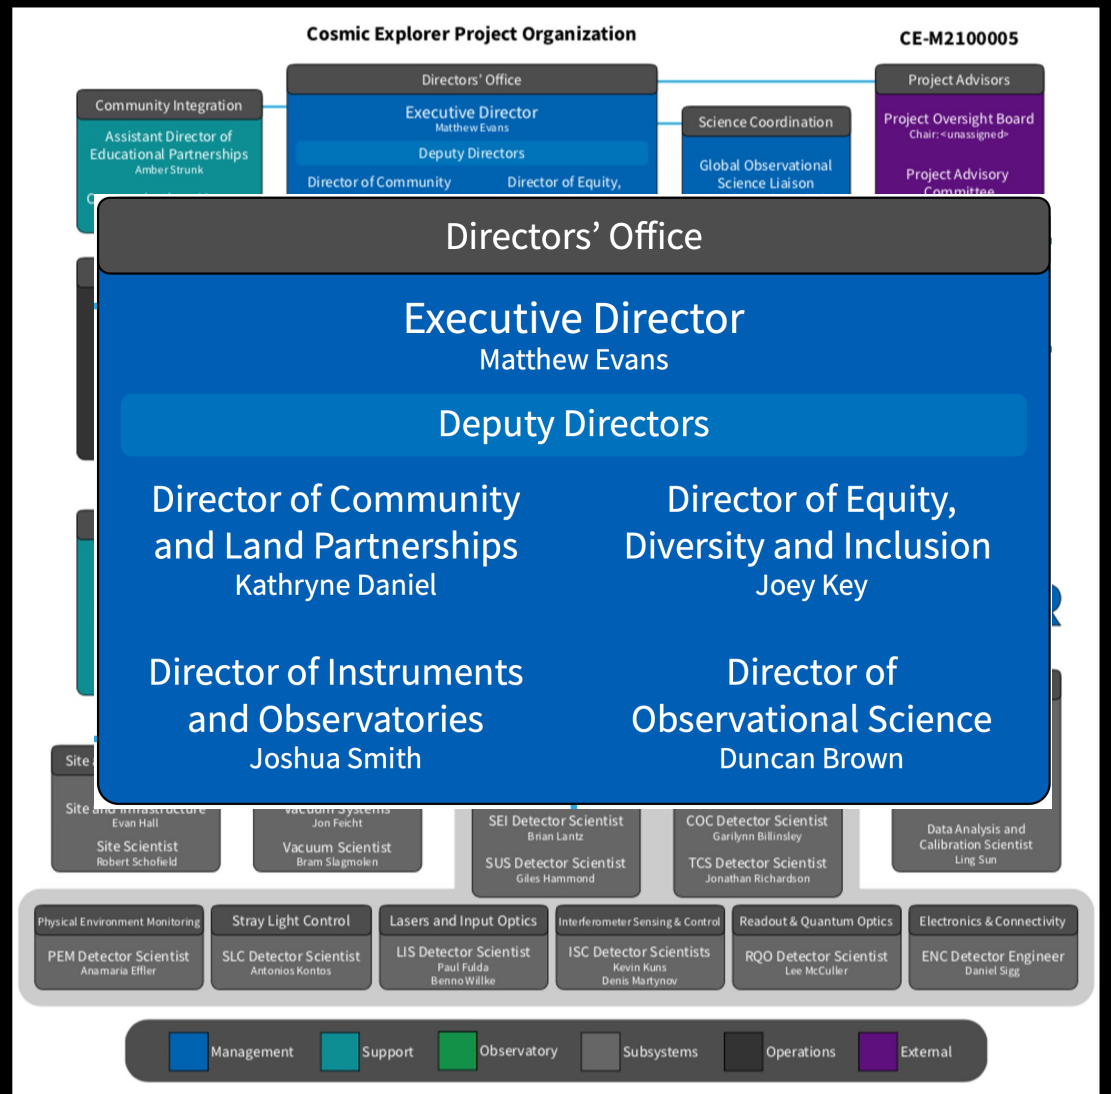 Cosmic Explorer Project Organization
CE-M2100005
Directors' Office
Project Advisors
Community Integration
Executive Director
Matthew Evans
Science Coordination
Project Oversight Board
Chair:<unassigned>
Assistant Director of
Educational Partnerships
Amber Strunk
Deputy Directors
Global Observational
Science Liaison
Project Advisory
Committee
Director of Community
Director of Equity,
Directors’ Office
Executive Director
Matthew Evans
Deputy Directors
Director of Community
and Land Partnerships
Kathryne Daniel
Director of Equity,
Diversity and Inclusion
Joey Key
Director of Instruments
and Observatories
Joshua Smith
Director of
Observational Science
Duncan Brown
Site
Site and Infrastructure
Evan Hall
Site Scientist
Robert Schofield
Vacuum Systems
Jon Feicht
Vacuum Scientist
Bram Slagmolen
SEI Detector Scientist
Brian Lantz
SUS Detector Scientist
Giles Hammond
COC Detector Scientist
Garilynn Billinsley
TCS Detector Scientist
Jonathan Richardson
Data Analysis and
Calibration Scientist
Ling Sun
Physical Environment Monitoring
PEM Detector Scientist
Anamaria Effler
Stray Light Control
SLC Detector Scientist
Antonios Kontos
Lasers and Input Optics
LIS Detector Scientist
Paul Fulda
Benno Willke
Interferometer Sensing & Control
ISC Detector Scientists
Kevin Kuns
Denis Martynov
Readout & Quantum Optics
RQO Detector Scientist
Lee McCuller
Electronics & Connectivity
ENC Detector Engineer
Daniel Sigg
Management
Support
Observatory
Subsystems
Operations
External